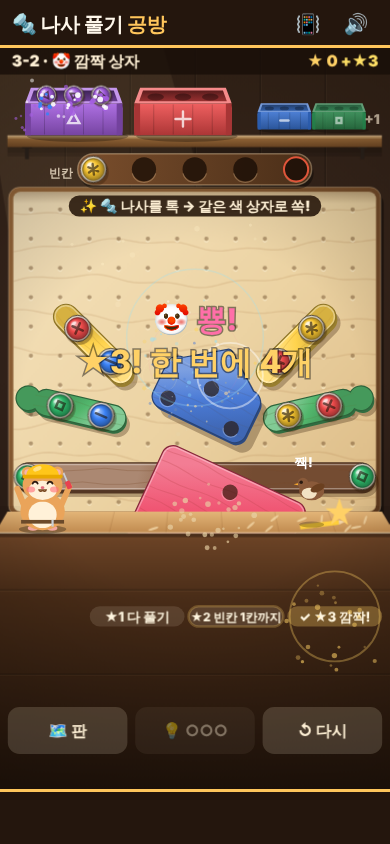 나사 풀기 공방
3-2 · 깜짝 상자
★ 0 +★3
+1
빈칸
나사를 톡 → 같은 색 상자로 쏙!
뿅!
★3! 한 번에 4개
짹!
★1 다 풀기
★2 빈칸 1칸까지
✓ ★3 깜짝!
판
다시